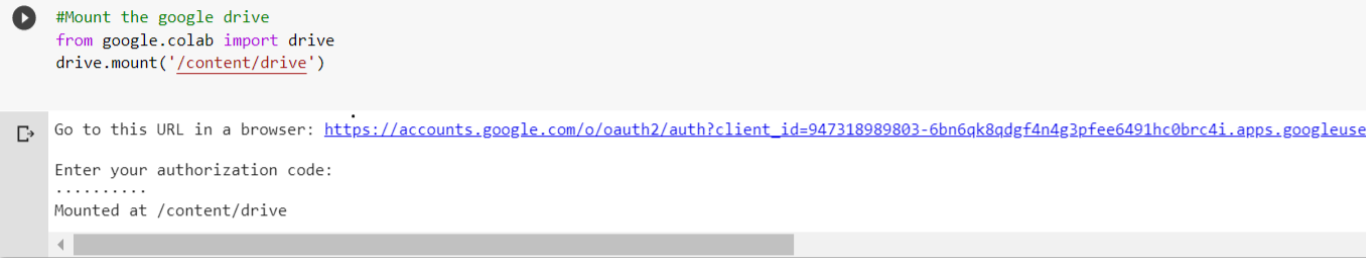 #Mount the google drive
from google.colab import drive
drive.mount('/content/drive')
Go to this URL in a browser: https://accounts.google.com/o/oauth2/auth?client_id=947318989803-6bn6qk8qdgf4n4g3pfee6491hc0brc4i.apps.googleuse
Enter your authorization code:
··········
Mounted at /content/drive